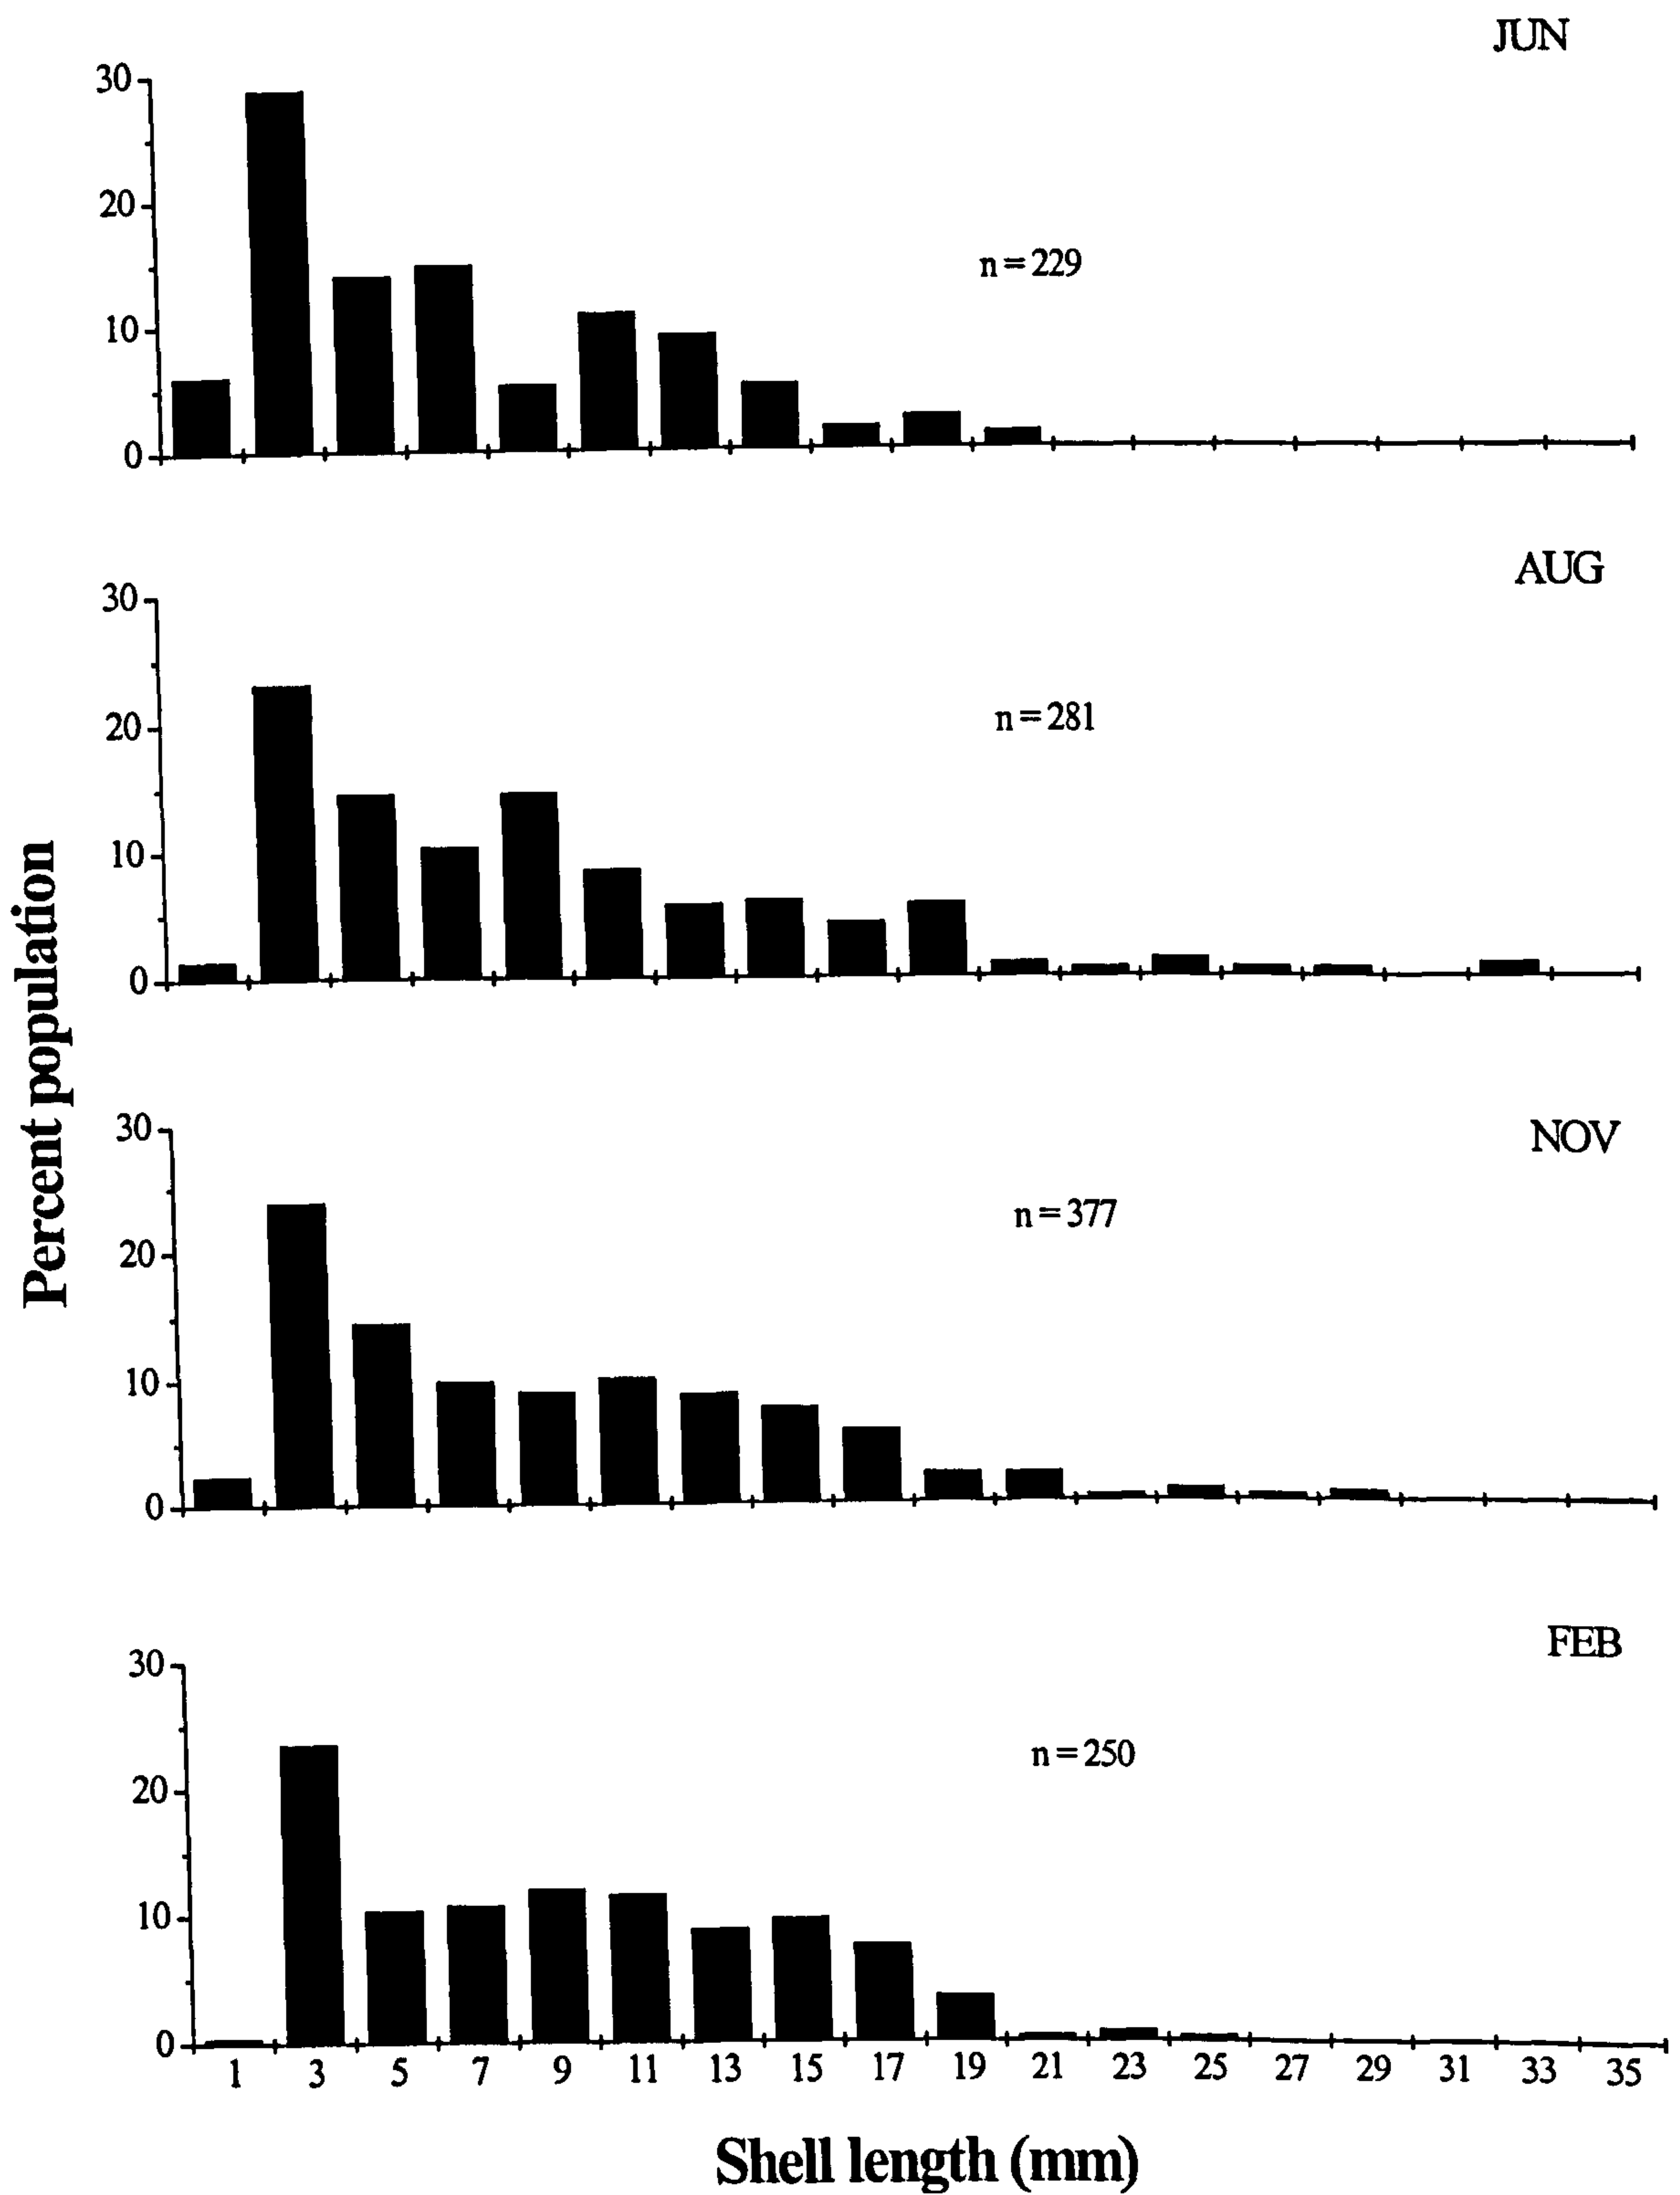 JUN
30
20
10
0
n = 229
AUG
30
20
10
0
n = 281
NOV
30
20
10
0
n = 377
FEB
30
20
10
0
n = 250
1 3 5 7 9 11 13 15 17 19 21 23 25 27 29 31 33 35
Shell length (mm)
Percent population